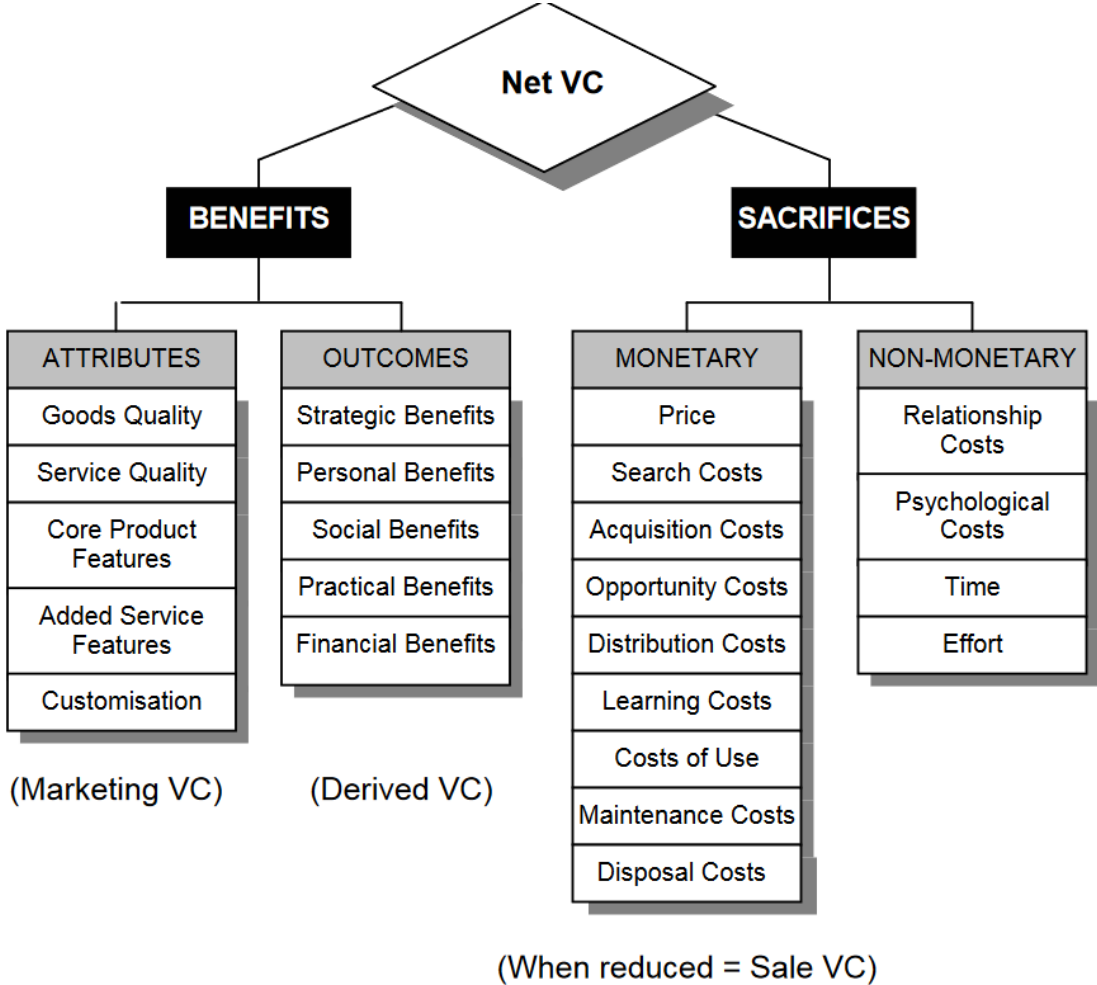 Net VC
BENEFITS
SACRIFICES
ATTRIBUTES
Goods Quality
Service Quality
Core Product
Features
Added Service
Features
Customisation
(Marketing VC)
OUTCOMES
Strategic Benefits
Personal Benefits
Social Benefits
Practical Benefits
Financial Benefits
(Derived VC)
MONETARY
Price
Search Costs
Acquisition Costs
Opportunity Costs
Distribution Costs
Learning Costs
Costs of Use
Maintenance Costs
Disposal Costs
NON-MONETARY
Relationship
Costs
Psychological
Costs
Time
Effort
(When reduced = Sale VC)